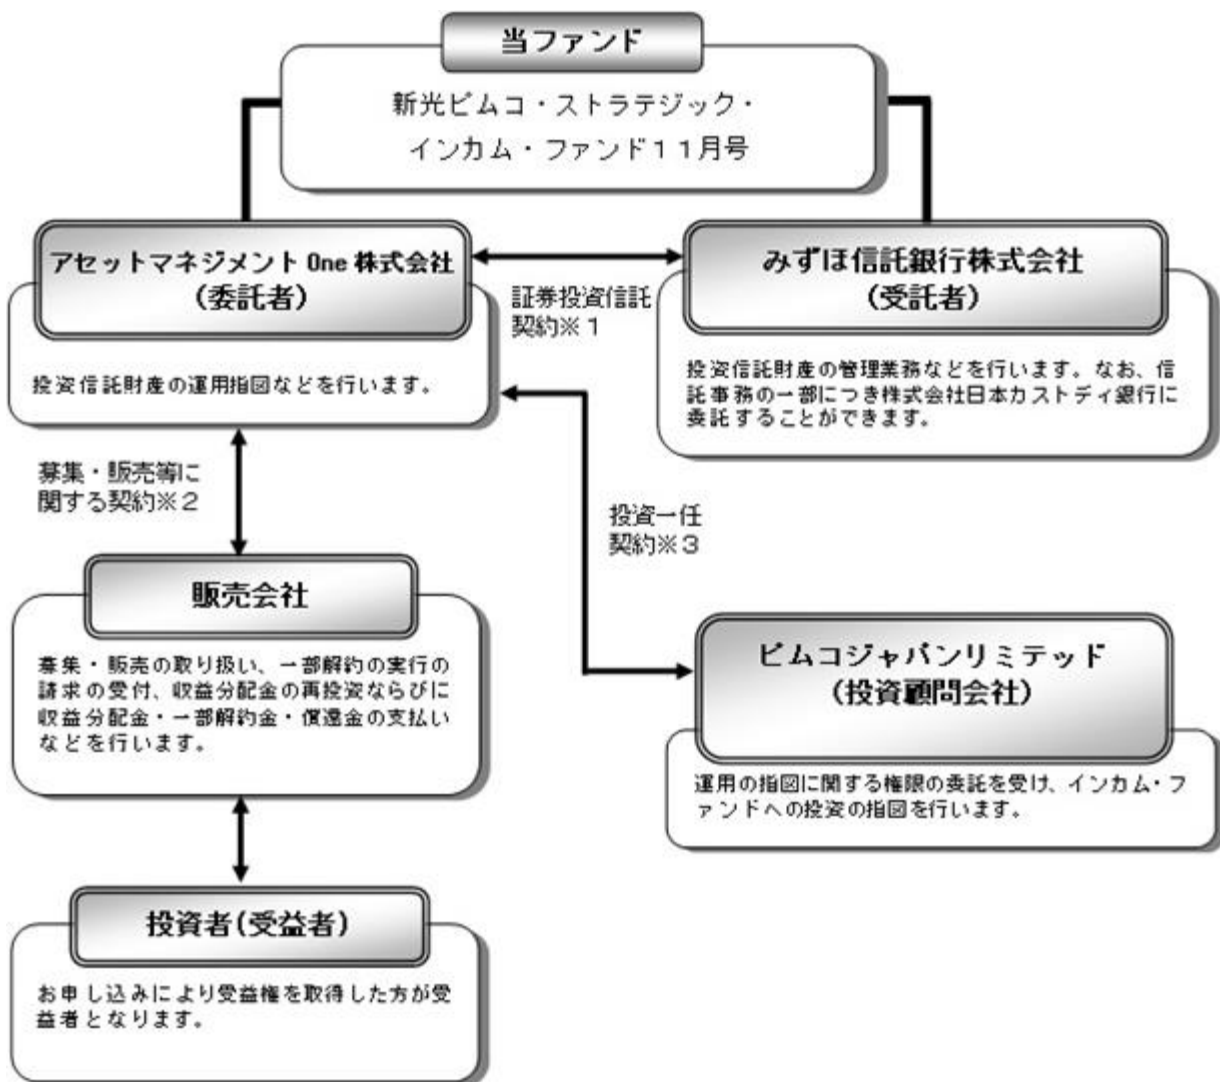 当ファンド
新光ピムコ・ストラテジック・
インカム・ファンド１１月号
アセットマネジメント One 株式会社
（委託者）
投資信託財産の運用指図などを行います。
証券投資信託
契約※１
みずほ信託銀行株式会社
（受託者）
投資信託財産の管理業務などを行います。なお、信
託事務の一部につき株式会社日本カストディ銀行に
委託することができます。
募集・販売等に
関する契約※２
投資一任
契約※３
販売会社
募集・販売の取り扱い、一部解約の実行の
請求の受付、収益分配金の再投資ならびに
収益分配金・一部解約金・償還金の支払い
などを行います。
ピムコジャパンリミテッド
（投資顧問会社）
運用の指図に関する権限の委託を受け、インカム・フ
ァンドへの投資の指図を行います。
投資者（受益者）
お申し込みにより受益権を取得した方が受
益者となります。